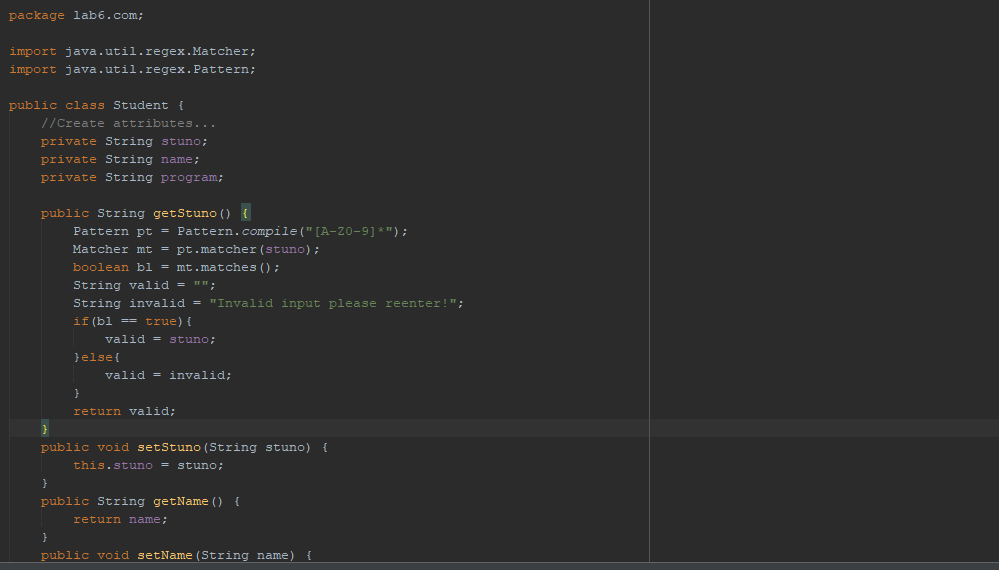 package lab6.com;
import java.util.regex.Matcher;
import java.util.regex.Pattern;
public class Student {
//Create attributes...
private String stuno;
private String name;
private String program;
public String getStuno() {
Pattern pt = Pattern.compile("[A-Z0-9]*");
Matcher mt = pt.matcher(stuno);
boolean bl = mt.matches();
String valid = "";
String invalid = "Invalid input please reenter!";
if(bl == true){
valid = stuno;
}else{
valid = invalid;
}
return valid;
}
public void setStuno(String stuno) {
this.stuno = stuno;
}
public String getName() {
return name;
}
public void setName(String name) {